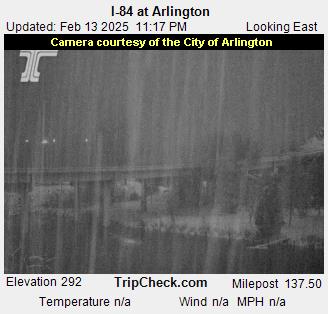 I-84 at Arlington
Updated: Feb 13 2025 11:17 PM Looking East
Camera courtesy of the City of Arlington
Elevation 292 TripCheck.com Milepost 137.50
Temperature n/a Wind n/a MPH n/a